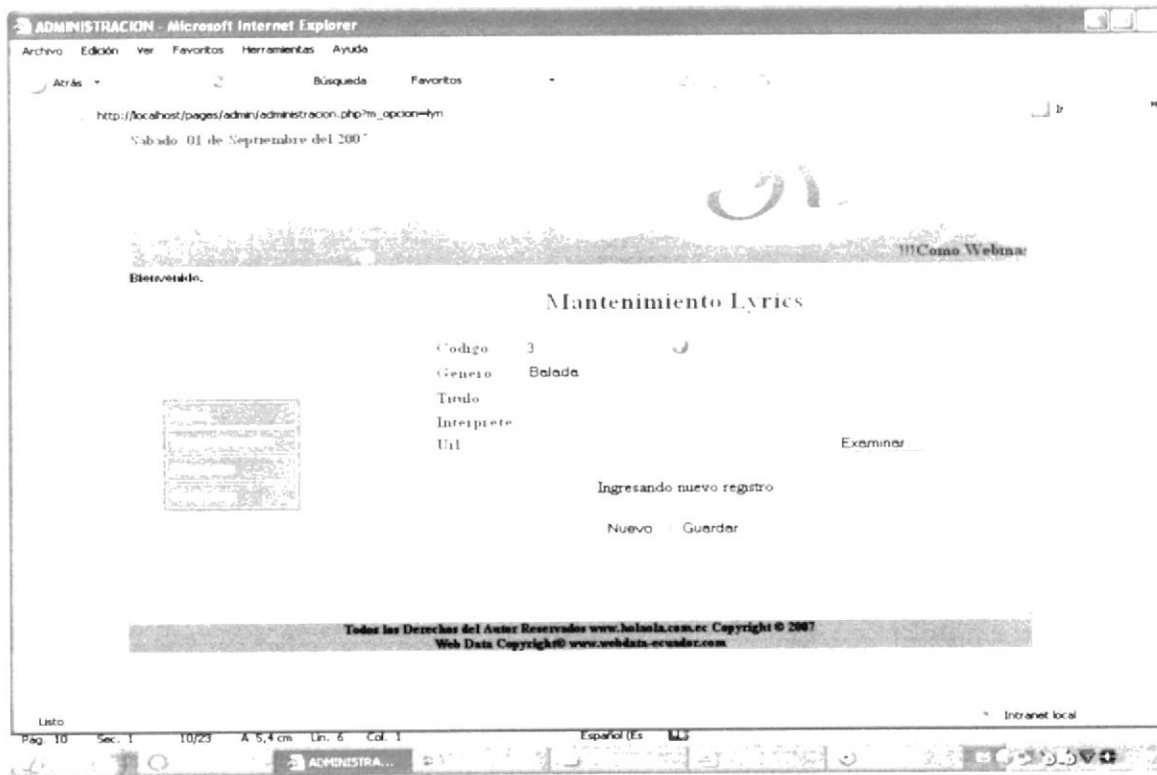 ADMINISTRACION - Microsoft Internet Explorer
Archivo Edición Ver Favoritos Herramientas Ayuda
Atrás Búsqueda Favoritos
http://localhost/pages/admin/administracion.php?m_opcion=lyri Ir
Sabado 01 de Septiembre del 2007
!!!Como Webmas
Bienvenido.
Mantenimiento Lyrics
Codigo 3
Genero Balada
Titulo
Interprete
Url Examinar
Ingresando nuevo registro
Nuevo Guardar
Todos los Derechos del Autor Reservados www.holaola.com.ec Copyright © 2007
Web Data Copyright© www.webdata-ecuador.com
Listo Intranet local
Pág. 10 Sec. 1 10/23 A 5,4 cm Lín. 6 Col. 1 Español (Es
ADMINISTRA...